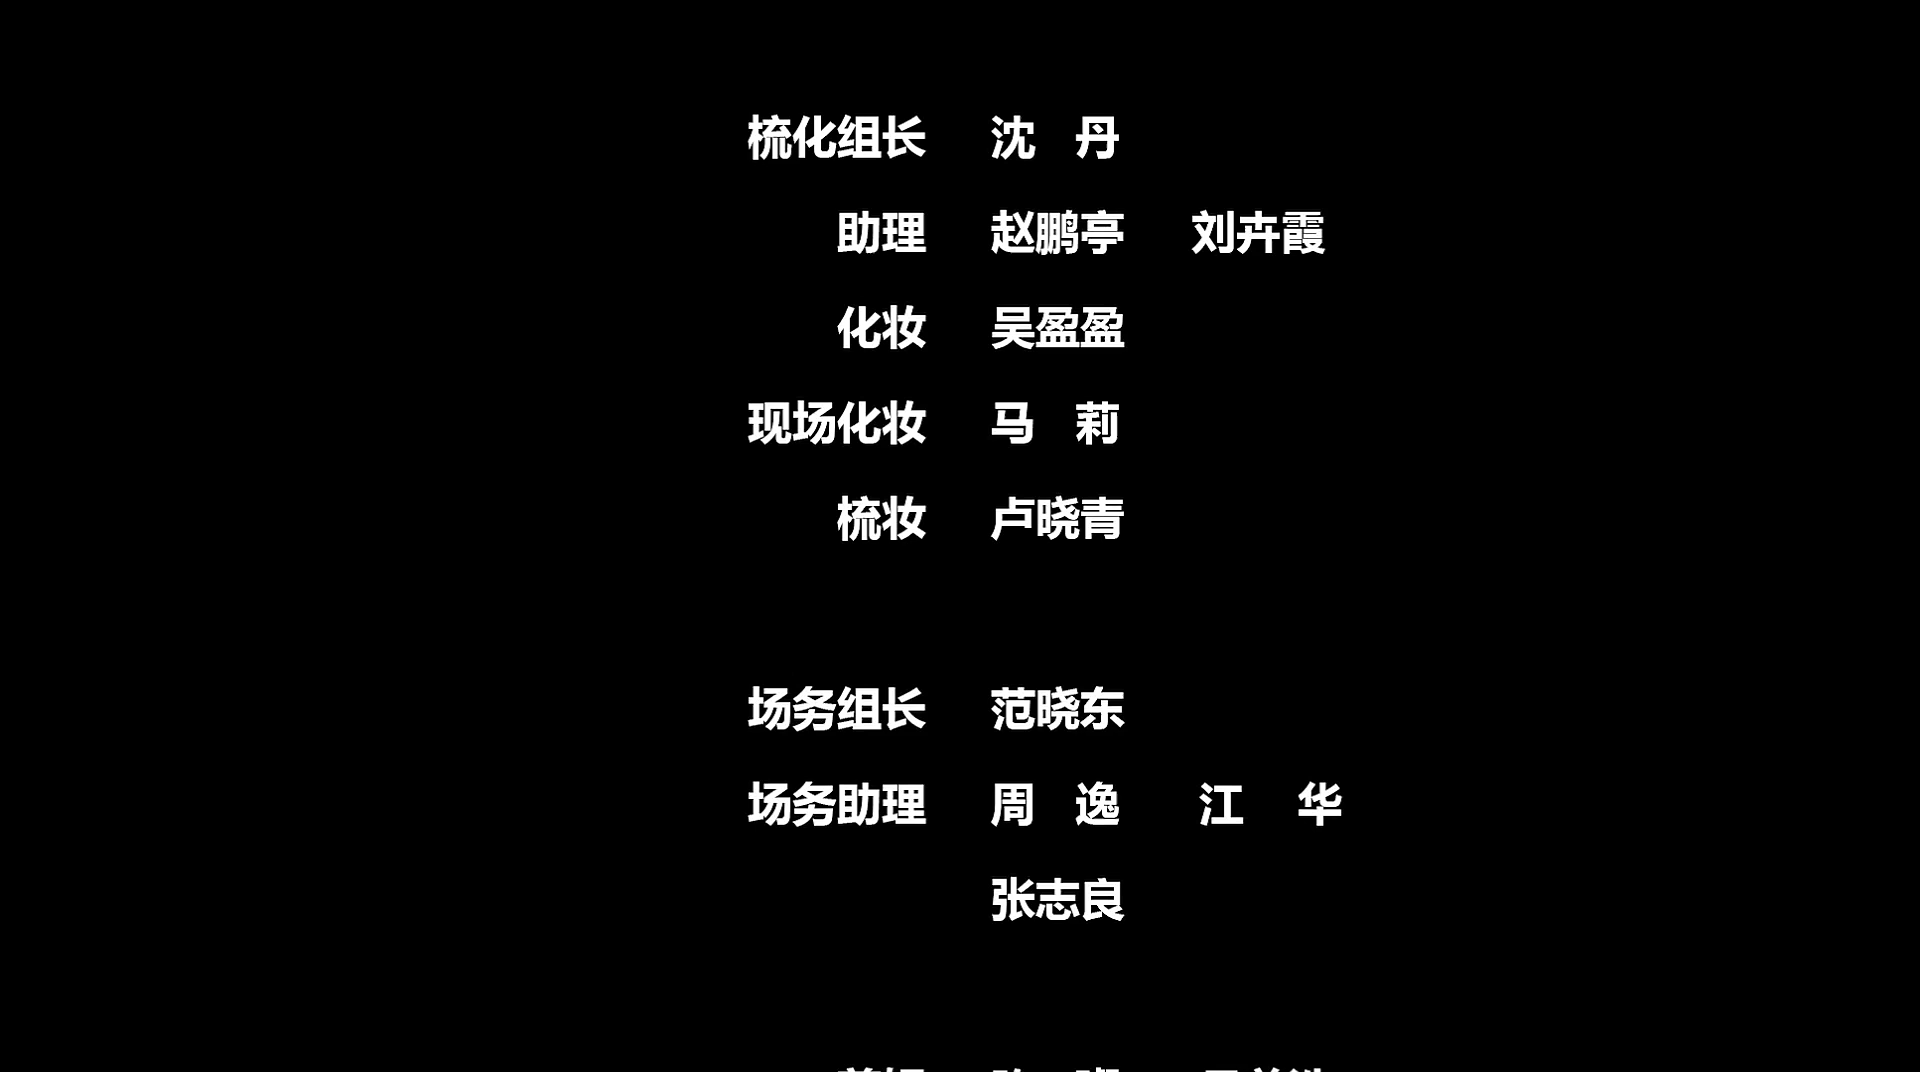 梳化组长 沈 丹
助理 赵鹏亭 刘卉霞
化妆 吴盈盈
现场化妆 马 莉
梳妆 卢晓青
场务组长 范晓东
场务助理 周 逸 江 华
张志良